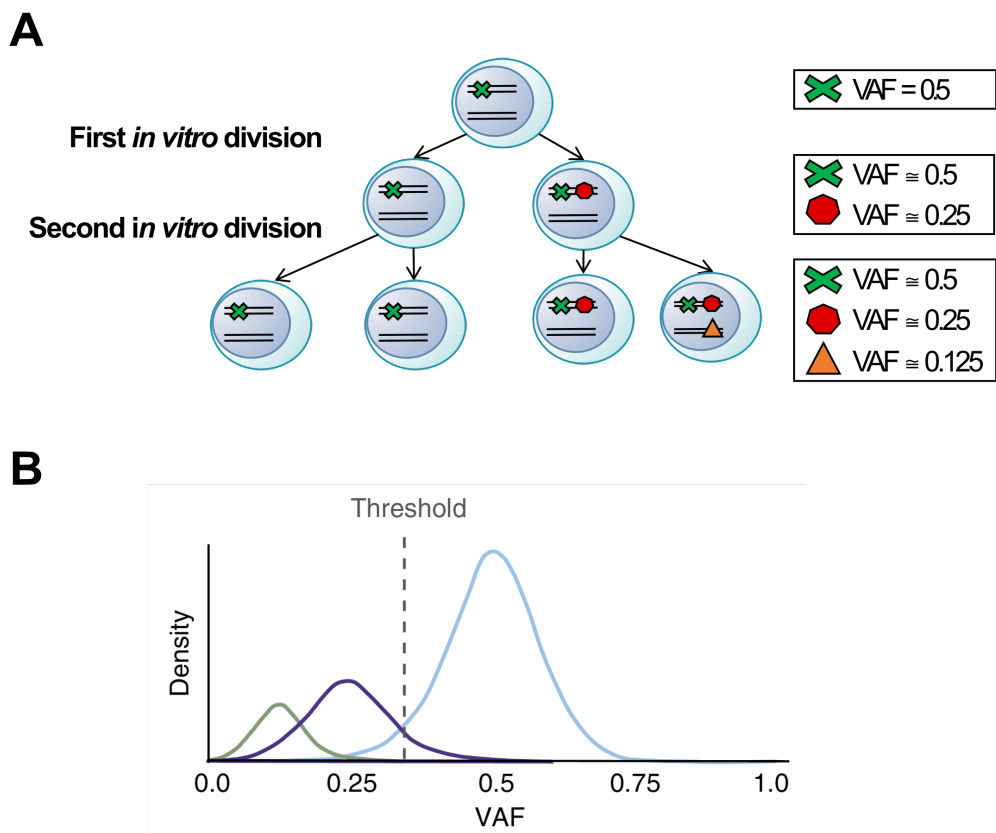 A
VAF = 0.5
First in vitro division
VAF ≅ 0.5
VAF ≅ 0.25
Second in vitro division
VAF ≅ 0.5
VAF ≅ 0.25
VAF ≅ 0.125
B
Threshold
Density
0.0 0.25 0.5 0.75 1.0
VAF